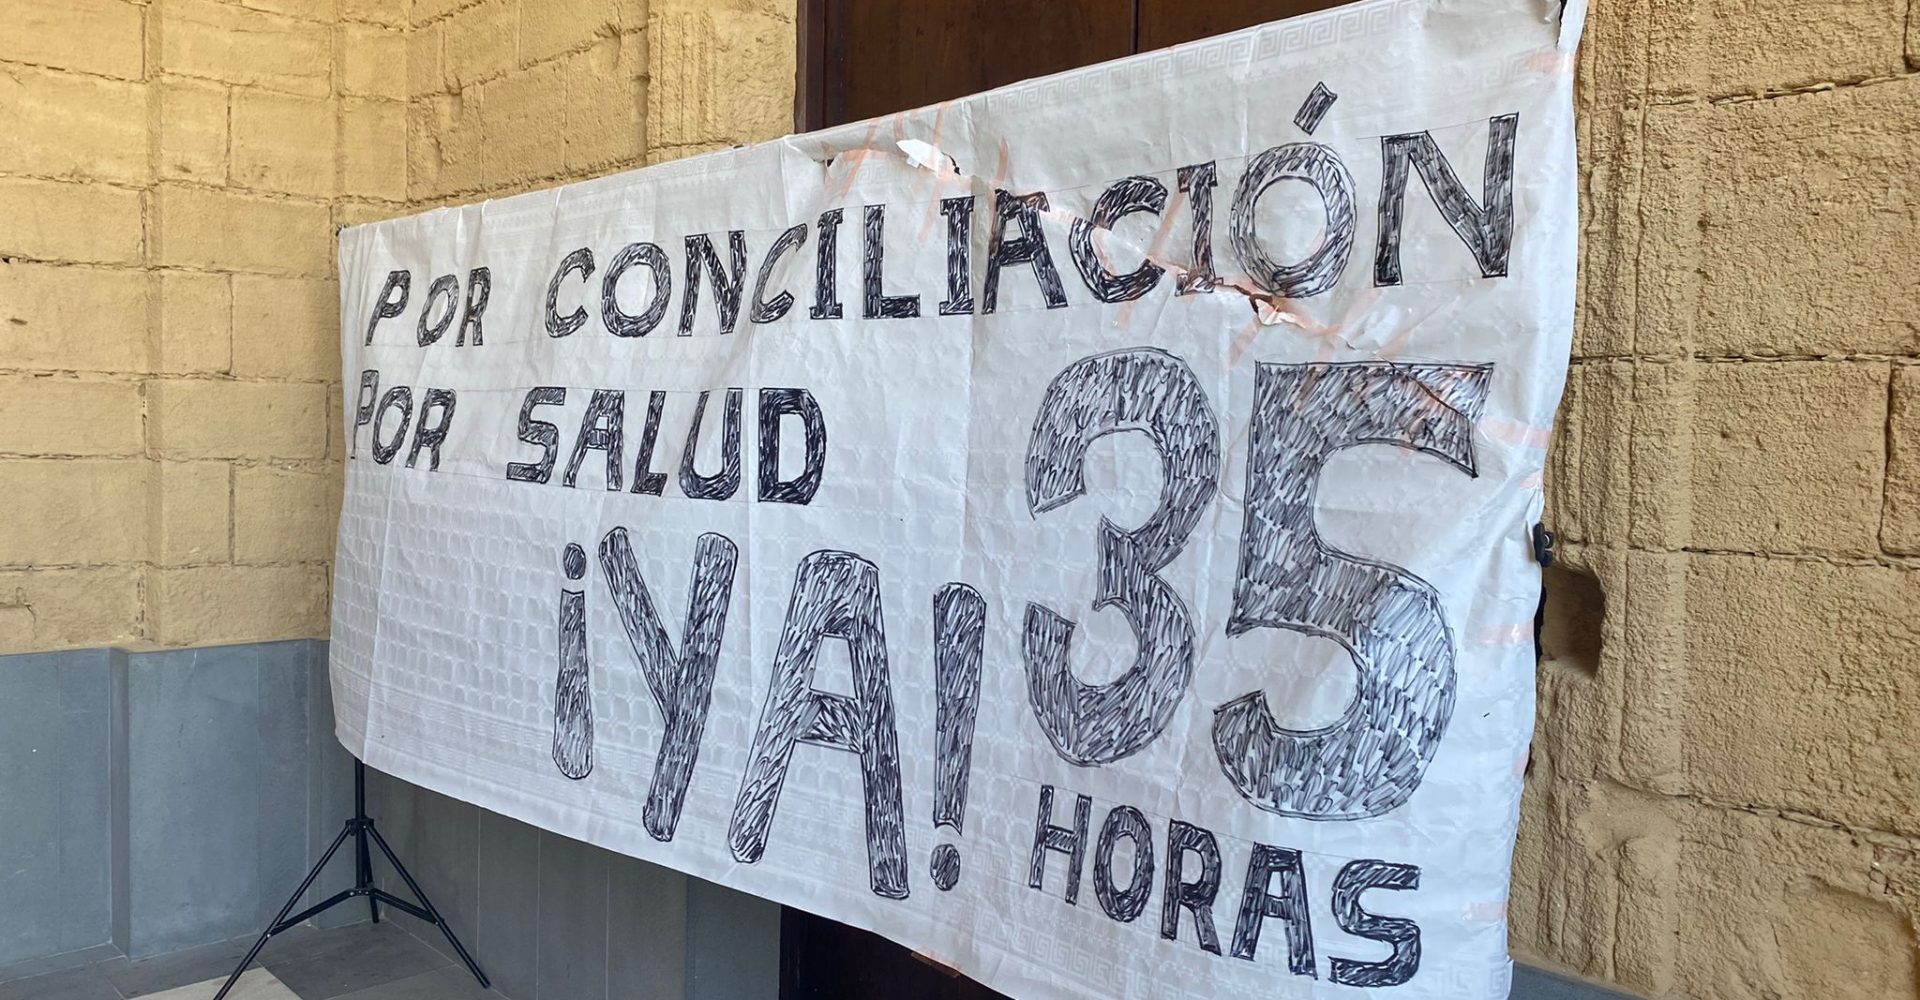 POR CONCILIACIÓN
POR SALUD
¡YA!
35
HORAS